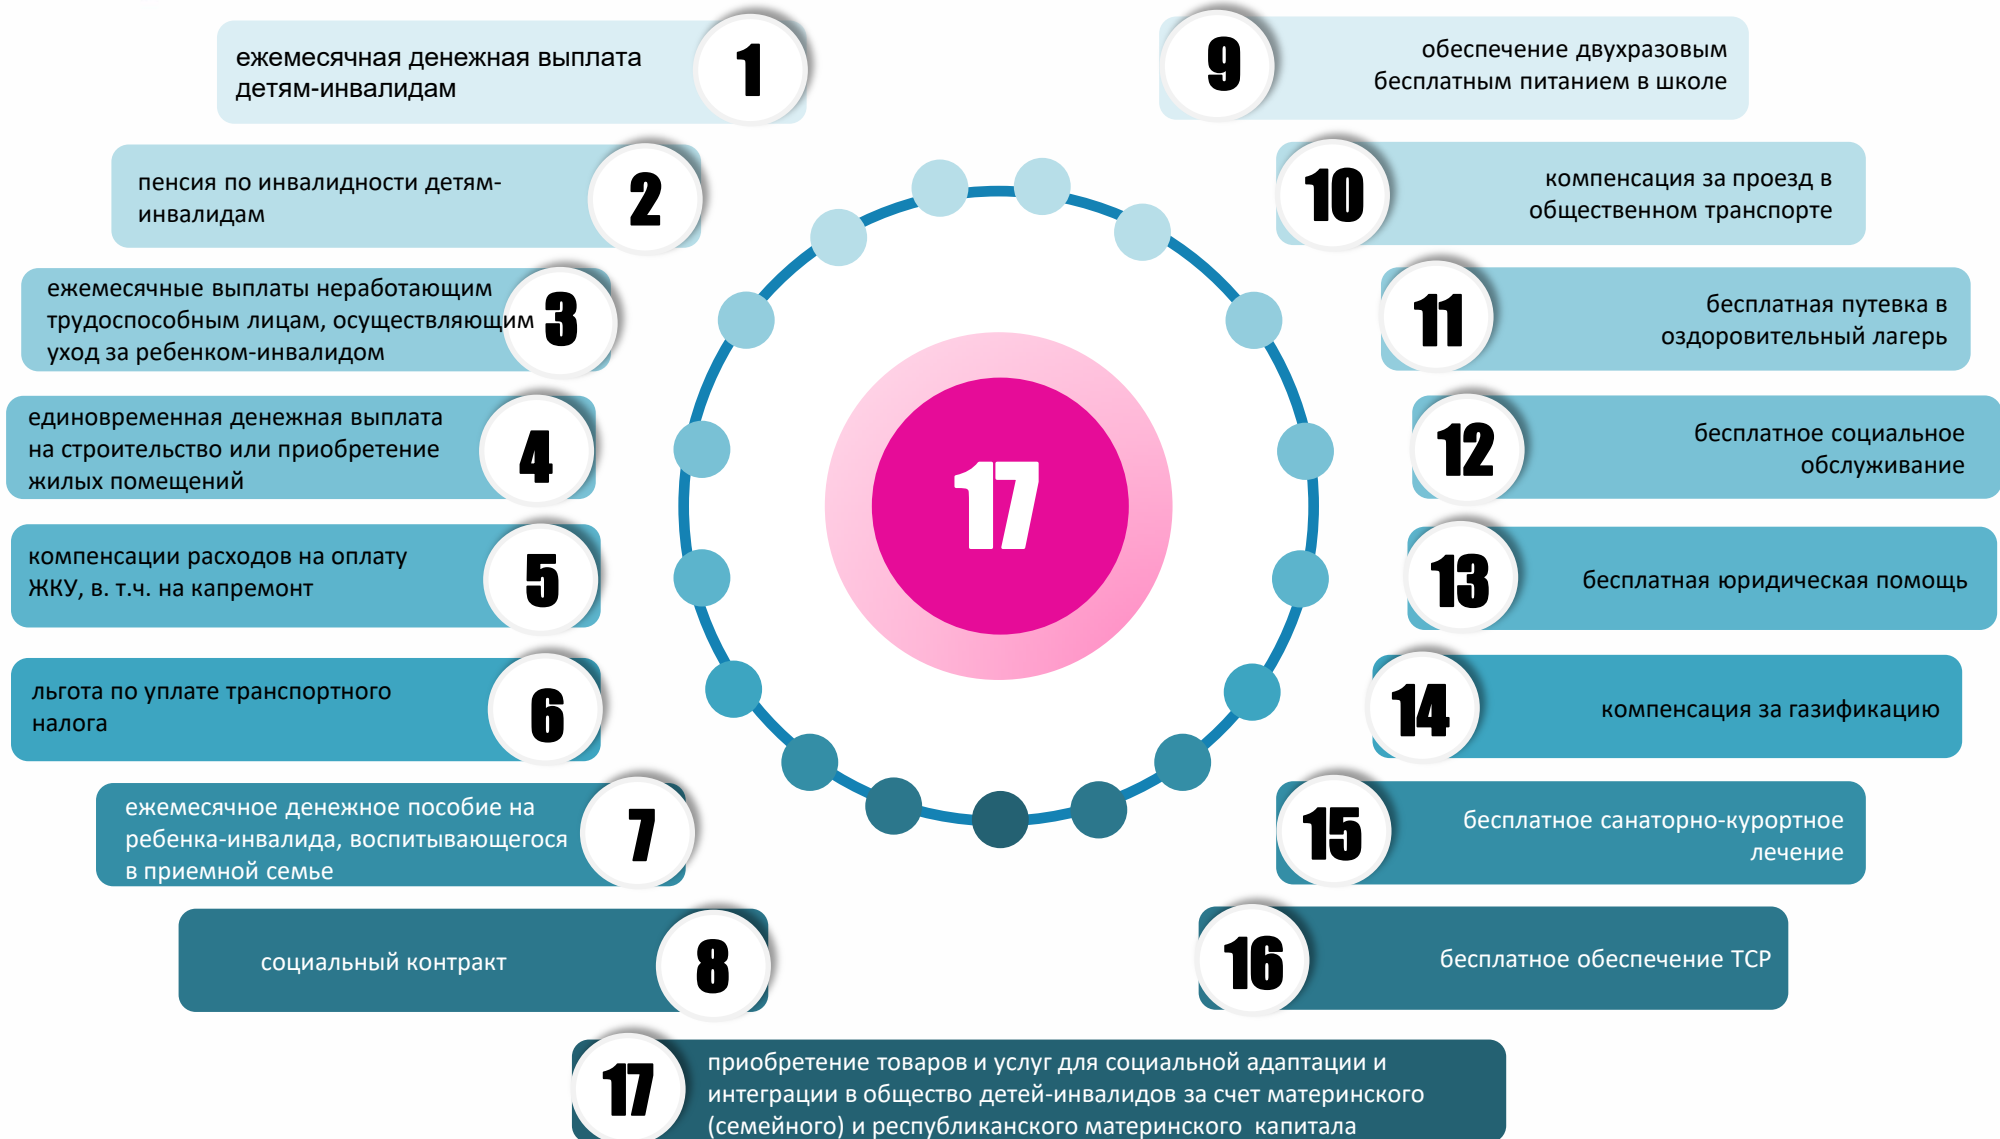 1
ежемесячная денежная выплата
детям-инвалидам
2
пенсия по инвалидности детям-
инвалидам
3
ежемесячные выплаты неработающим
трудоспособным лицам, осуществляющим
уход за ребенком-инвалидом
4
единовременная денежная выплата
на строительство или приобретение
жилых помещений
5
компенсации расходов на оплату
ЖКУ, в. т.ч. на капремонт
6
льгота по уплате транспортного
налога
7
ежемесячное денежное пособие на
ребенка-инвалида, воспитывающегося
в приемной семье
8
социальный контракт
17
9
обеспечение двухразовым
бесплатным питанием в школе
10
компенсация за проезд в
общественном транспорте
11
бесплатная путевка в
оздоровительный лагерь
12
бесплатное социальное
обслуживание
13
бесплатная юридическая помощь
14
компенсация за газификацию
15
бесплатное санаторно-курортное
лечение
16
бесплатное обеспечение ТСР
17
приобретение товаров и услуг для социальной адаптации и
интеграции в общество детей-инвалидов за счет материнского
(семейного) и республиканского материнского капитала